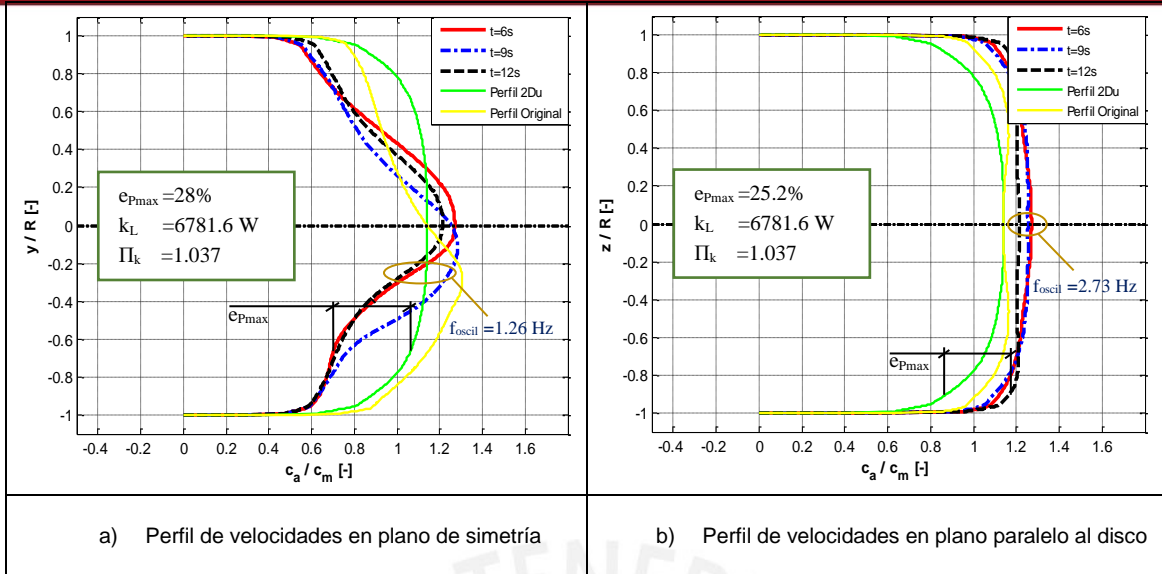 t=6s
t=9s
t=12s
Perfil 2Du
Perfil Original
1
0.8
0.6
0.4
0.2
0
-0.2
-0.4
-0.6
-0.8
-1
y / R [-]
ePmax =28%
kL =6781.6 W
Πk =1.037
ePmax
foscil =1.26 Hz
-0.4 -0.2 0 0.2 0.4 0.6 0.8 1 1.2 1.4 1.6
ca / cm [-]
a) Perfil de velocidades en plano de simetría
t=6s
t=9s
t=12s
Perfil 2Du
Perfil Original
1
0.8
0.6
0.4
0.2
0
-0.2
-0.4
-0.6
-0.8
-1
z / R [-]
ePmax =25.2%
kL =6781.6 W
Πk =1.037
foscil =2.73 Hz
ePmax
-0.4 -0.2 0 0.2 0.4 0.6 0.8 1 1.2 1.4 1.6
ca / cm [-]
b) Perfil de velocidades en plano paralelo al disco
TENEB